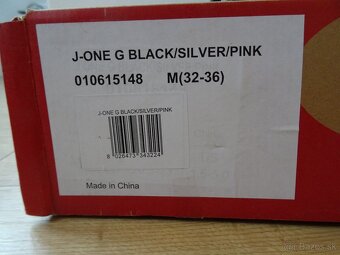 J-ONE G BLACK/SILVER/PINK
010615148 M(32-36)
J-ONE G BLACK/SILVER/PINK
8 026473 343224
Made in China